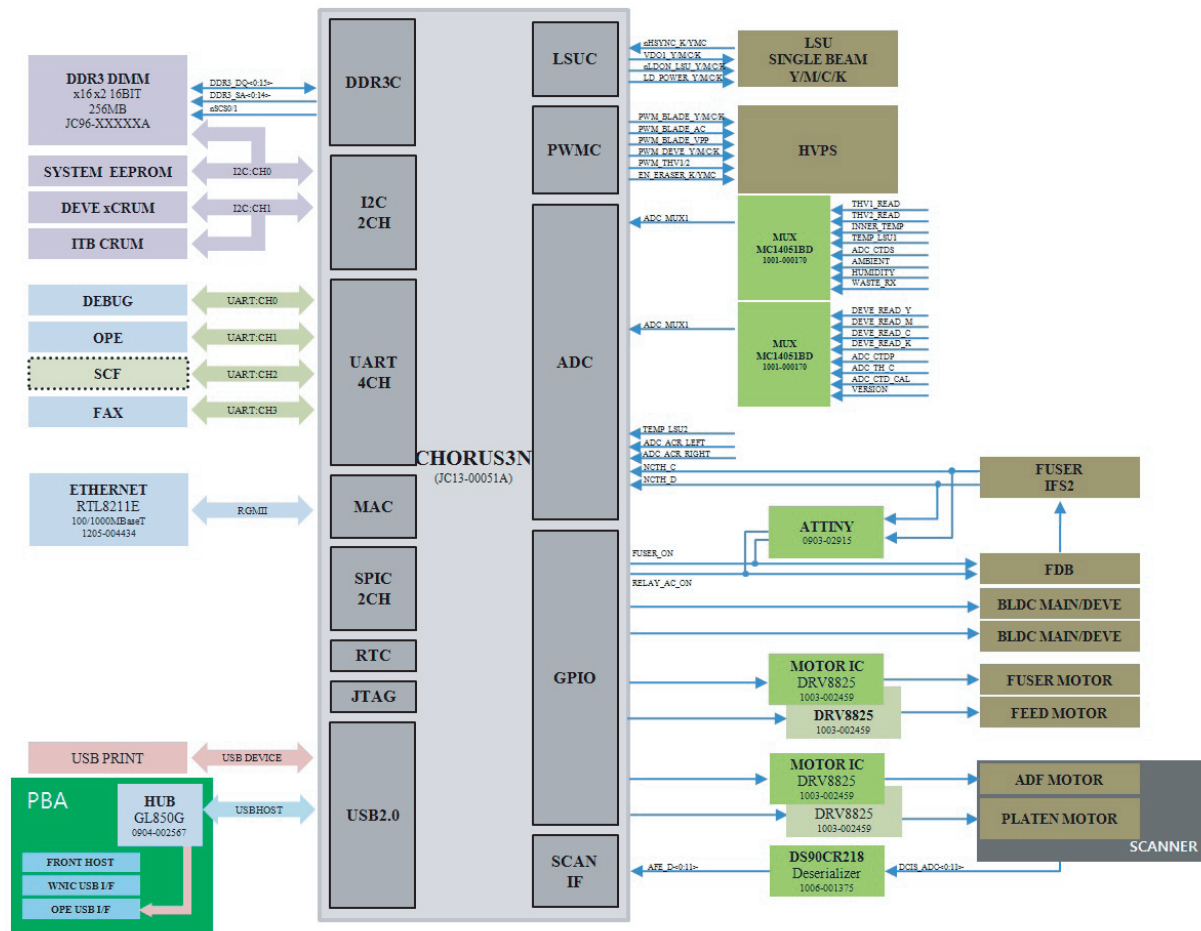 DDR3 DIMM
x16 x2 16BIT
256MB
JC96-XXXXXA
DDR3_DQ<0:15>
DDR3_SA<0:14>
nSCS0/1
SYSTEM EEPROM
I2C:CH0
DEVE xCRUM
I2C:CH1
ITB CRUM
DEBUG
UART:CH0
OPE
UART:CH1
SCF
UART:CH2
FAX
UART:CH3
ETHERNET
RTL8211E
100/1000MBaseT
1205-004434
RGMII
USB PRINT
USB DEVICE
PBA
HUB
GL850G
0904-002567
USBHOST
FRONT HOST
WNIC USB I/F
OPE USB I/F
DDR3C
I2C
2CH
UART
4CH
MAC
SPIC
2CH
RTC
JTAG
USB2.0
CHORUS3N
(JC13-00051A)
LSUC
PWMC
ADC
GPIO
SCAN
IF
nHSYNC_K/YMC
VDO1_Y/M/C/K
nLDON_LSU_Y/M/C/K
LD_POWER_Y/M/C/K
LSU
SINGLE BEAM
Y/M/C/K
PWM_BLADE_Y/M/C/K
PWM_BLADE_AC
PWM_BLADE_VPP
PWM_DEVE_Y/M/C/K
PWM_THV1/2
EN_ERASER_K/YMC
HVPS
ADC_MUX1
MUX
MC14051BD
1001-000170
THV1_READ
THV2_READ
INNER_TEMP
TEMP_LSU1
ADC_CTDS
AMBIENT
HUMIDITY
WASTE_RX
ADC_MUX1
MUX
MC14051BD
1001-000170
DEVE_READ_Y
DEVE_READ_M
DEVE_READ_C
DEVE_READ_K
ADC_CTDP
ADC_TH_C
ADC_CTD_CAL
VERSION
TEMP_LSU2
ADC_ACR_LEFT
ADC_ACR_RIGHT
NCTH_C
NCTH_D
FUSER
IFS2
ATTINY
0903-02915
FUSER_ON
RELAY_AC_ON
FDB
BLDC MAIN/DEVE
BLDC MAIN/DEVE
MOTOR IC
DRV8825
1003-002459
FUSER MOTOR
DRV8825
1003-002459
FEED MOTOR
MOTOR IC
DRV8825
1003-002459
ADF MOTOR
DRV8825
1003-002459
PLATEN MOTOR
SCANNER
AFE_D<0:11>
DS90CR218
Deserializer
1006-001375
DCIS_ADC<0:11>